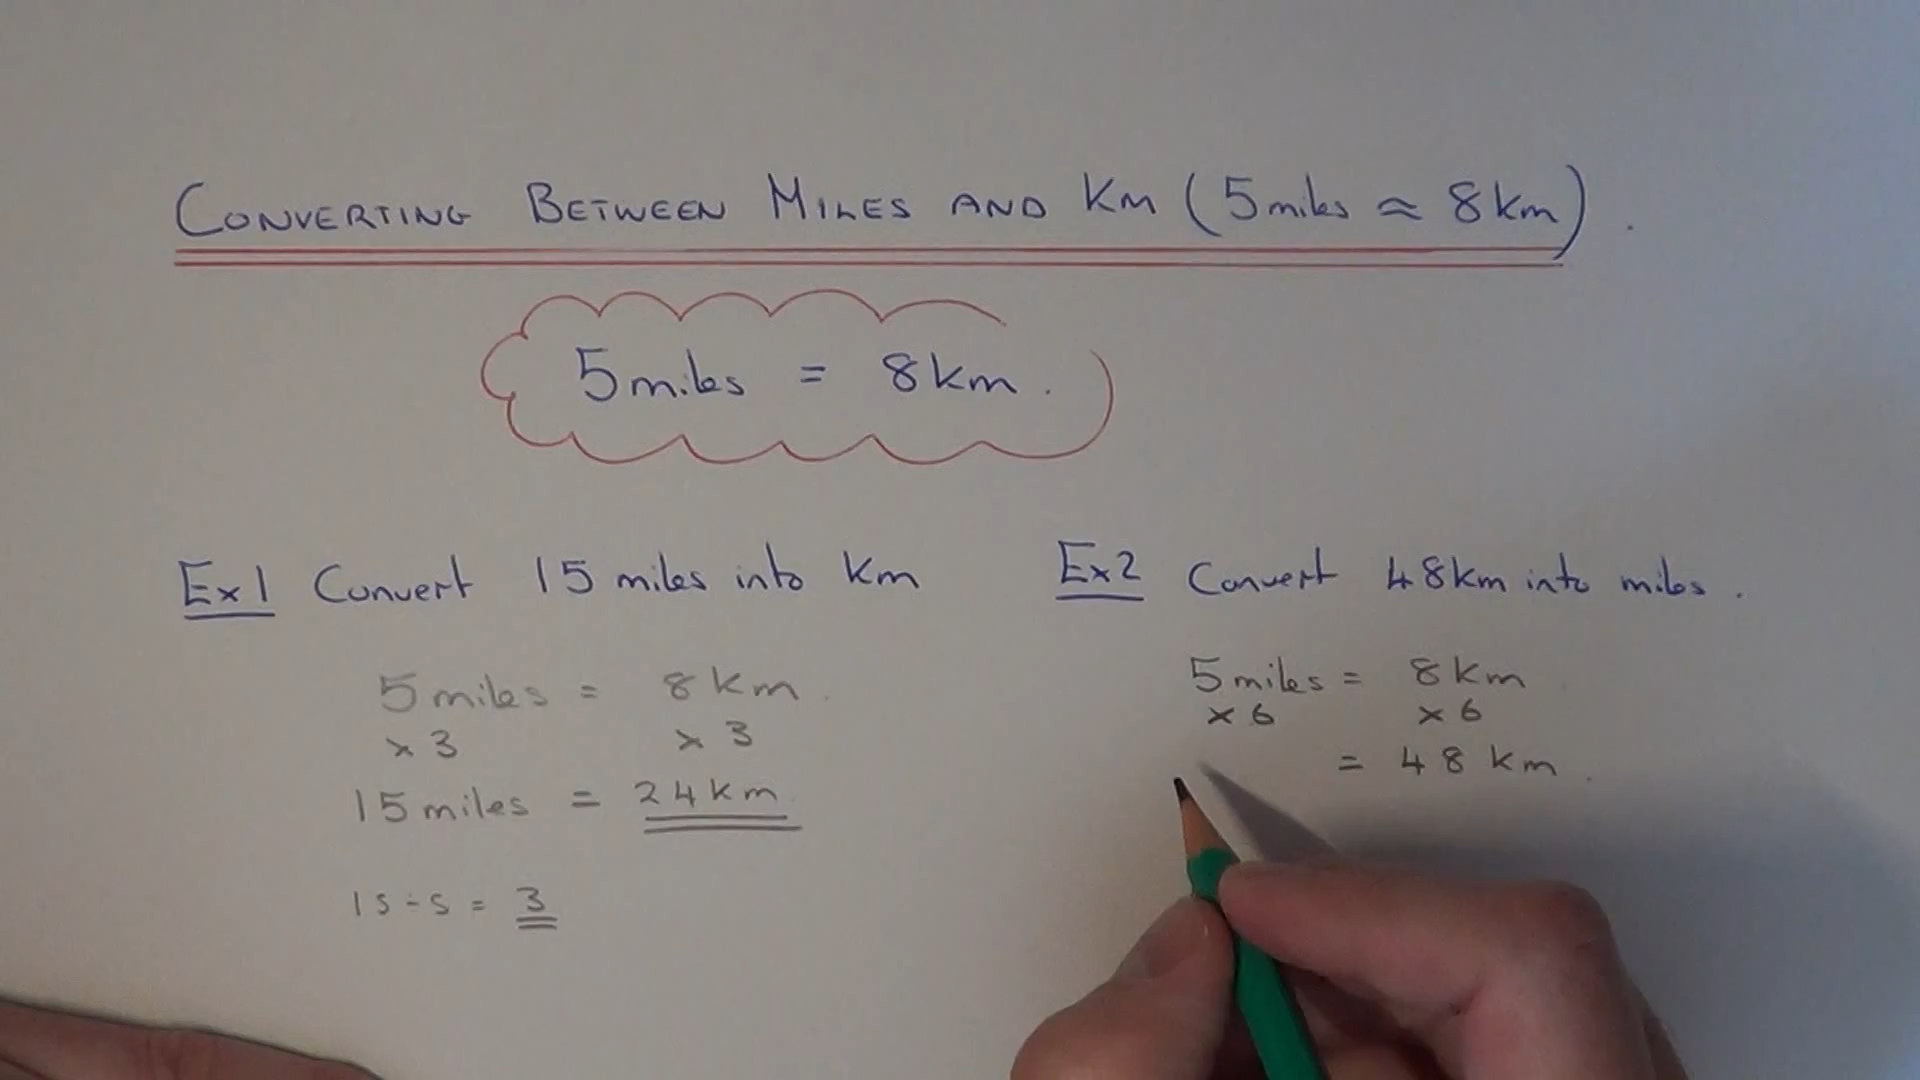 CONVERTING BETWEEN MILES AND KM (5 miles ≈ 8 km).
5 miles = 8 km.
Ex1 Convert 15 miles into km
5 miles = 8 km.
x 3 x 3
15 miles = 24 km
15 ÷ 5 = 3
Ex2 Convert 48km into miles.
5 miles = 8 km
x 6 x 6
= 48 km.